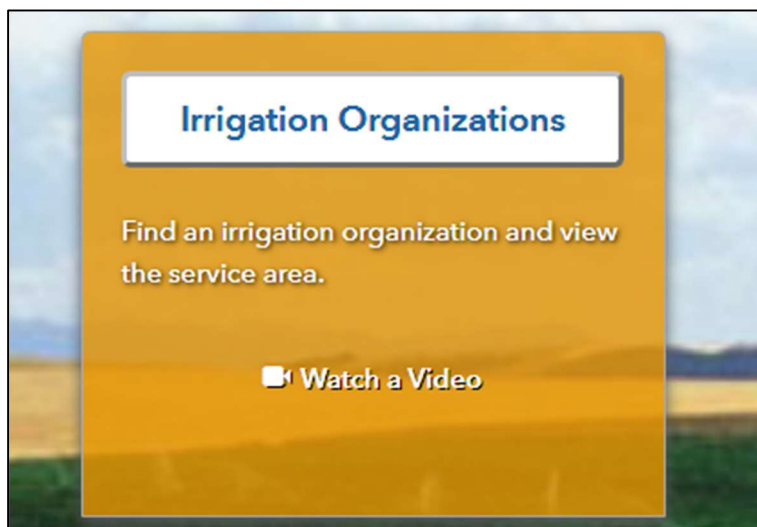 Irrigation Organizations
Find an irrigation organization and view
the service area.
Watch a Video